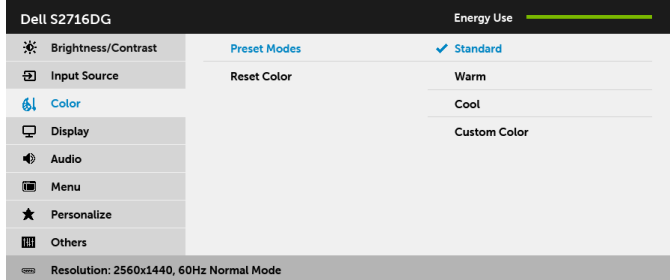 Dell S2716DG Energy Use
Brightness/Contrast Preset Modes Standard
Input Source Reset Color Warm
Color Cool
Display Custom Color
Audio
Menu
Personalize
Others
Resolution: 2560x1440, 60Hz Normal Mode